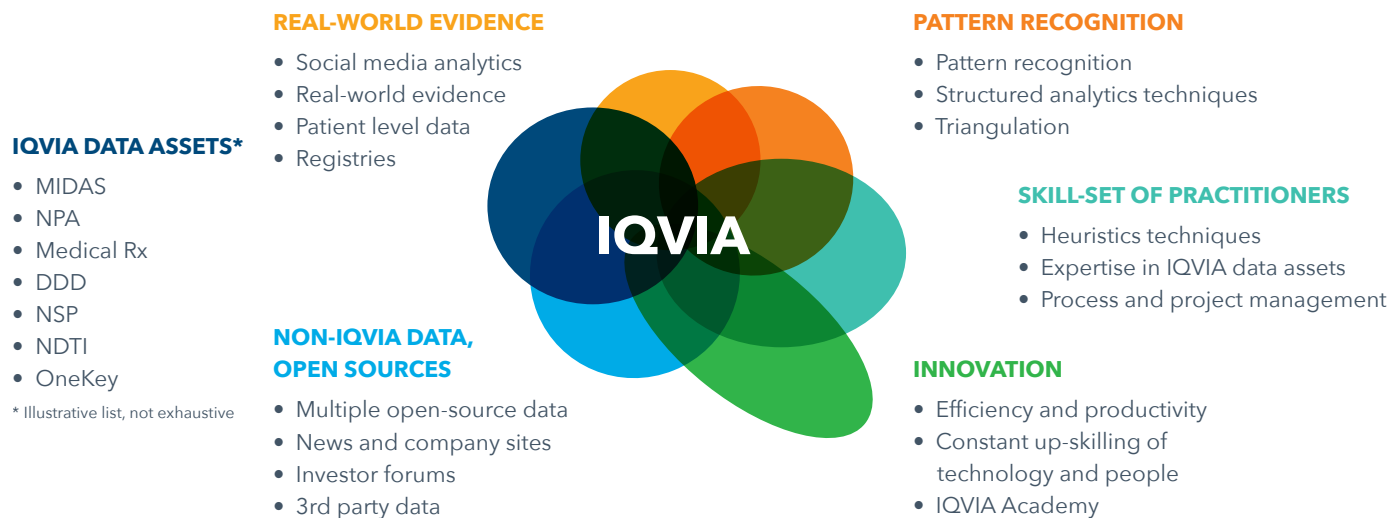 REAL-WORLD EVIDENCE
• Social media analytics
• Real-world evidence
• Patient level data
• Registries
PATTERN RECOGNITION
• Pattern recognition
• Structured analytics techniques
• Triangulation
IQVIA DATA ASSETS*
• MIDAS
• NPA
• Medical Rx
• DDD
• NSP
• NDTI
• OneKey
* Illustrative list, not exhaustive
IQVIA
SKILL-SET OF PRACTITIONERS
• Heuristics techniques
• Expertise in IQVIA data assets
• Process and project management
NON-IQVIA DATA,
OPEN SOURCES
• Multiple open-source data
• News and company sites
• Investor forums
• 3rd party data
INNOVATION
• Efficiency and productivity
• Constant up-skilling of
technology and people
• IQVIA Academy